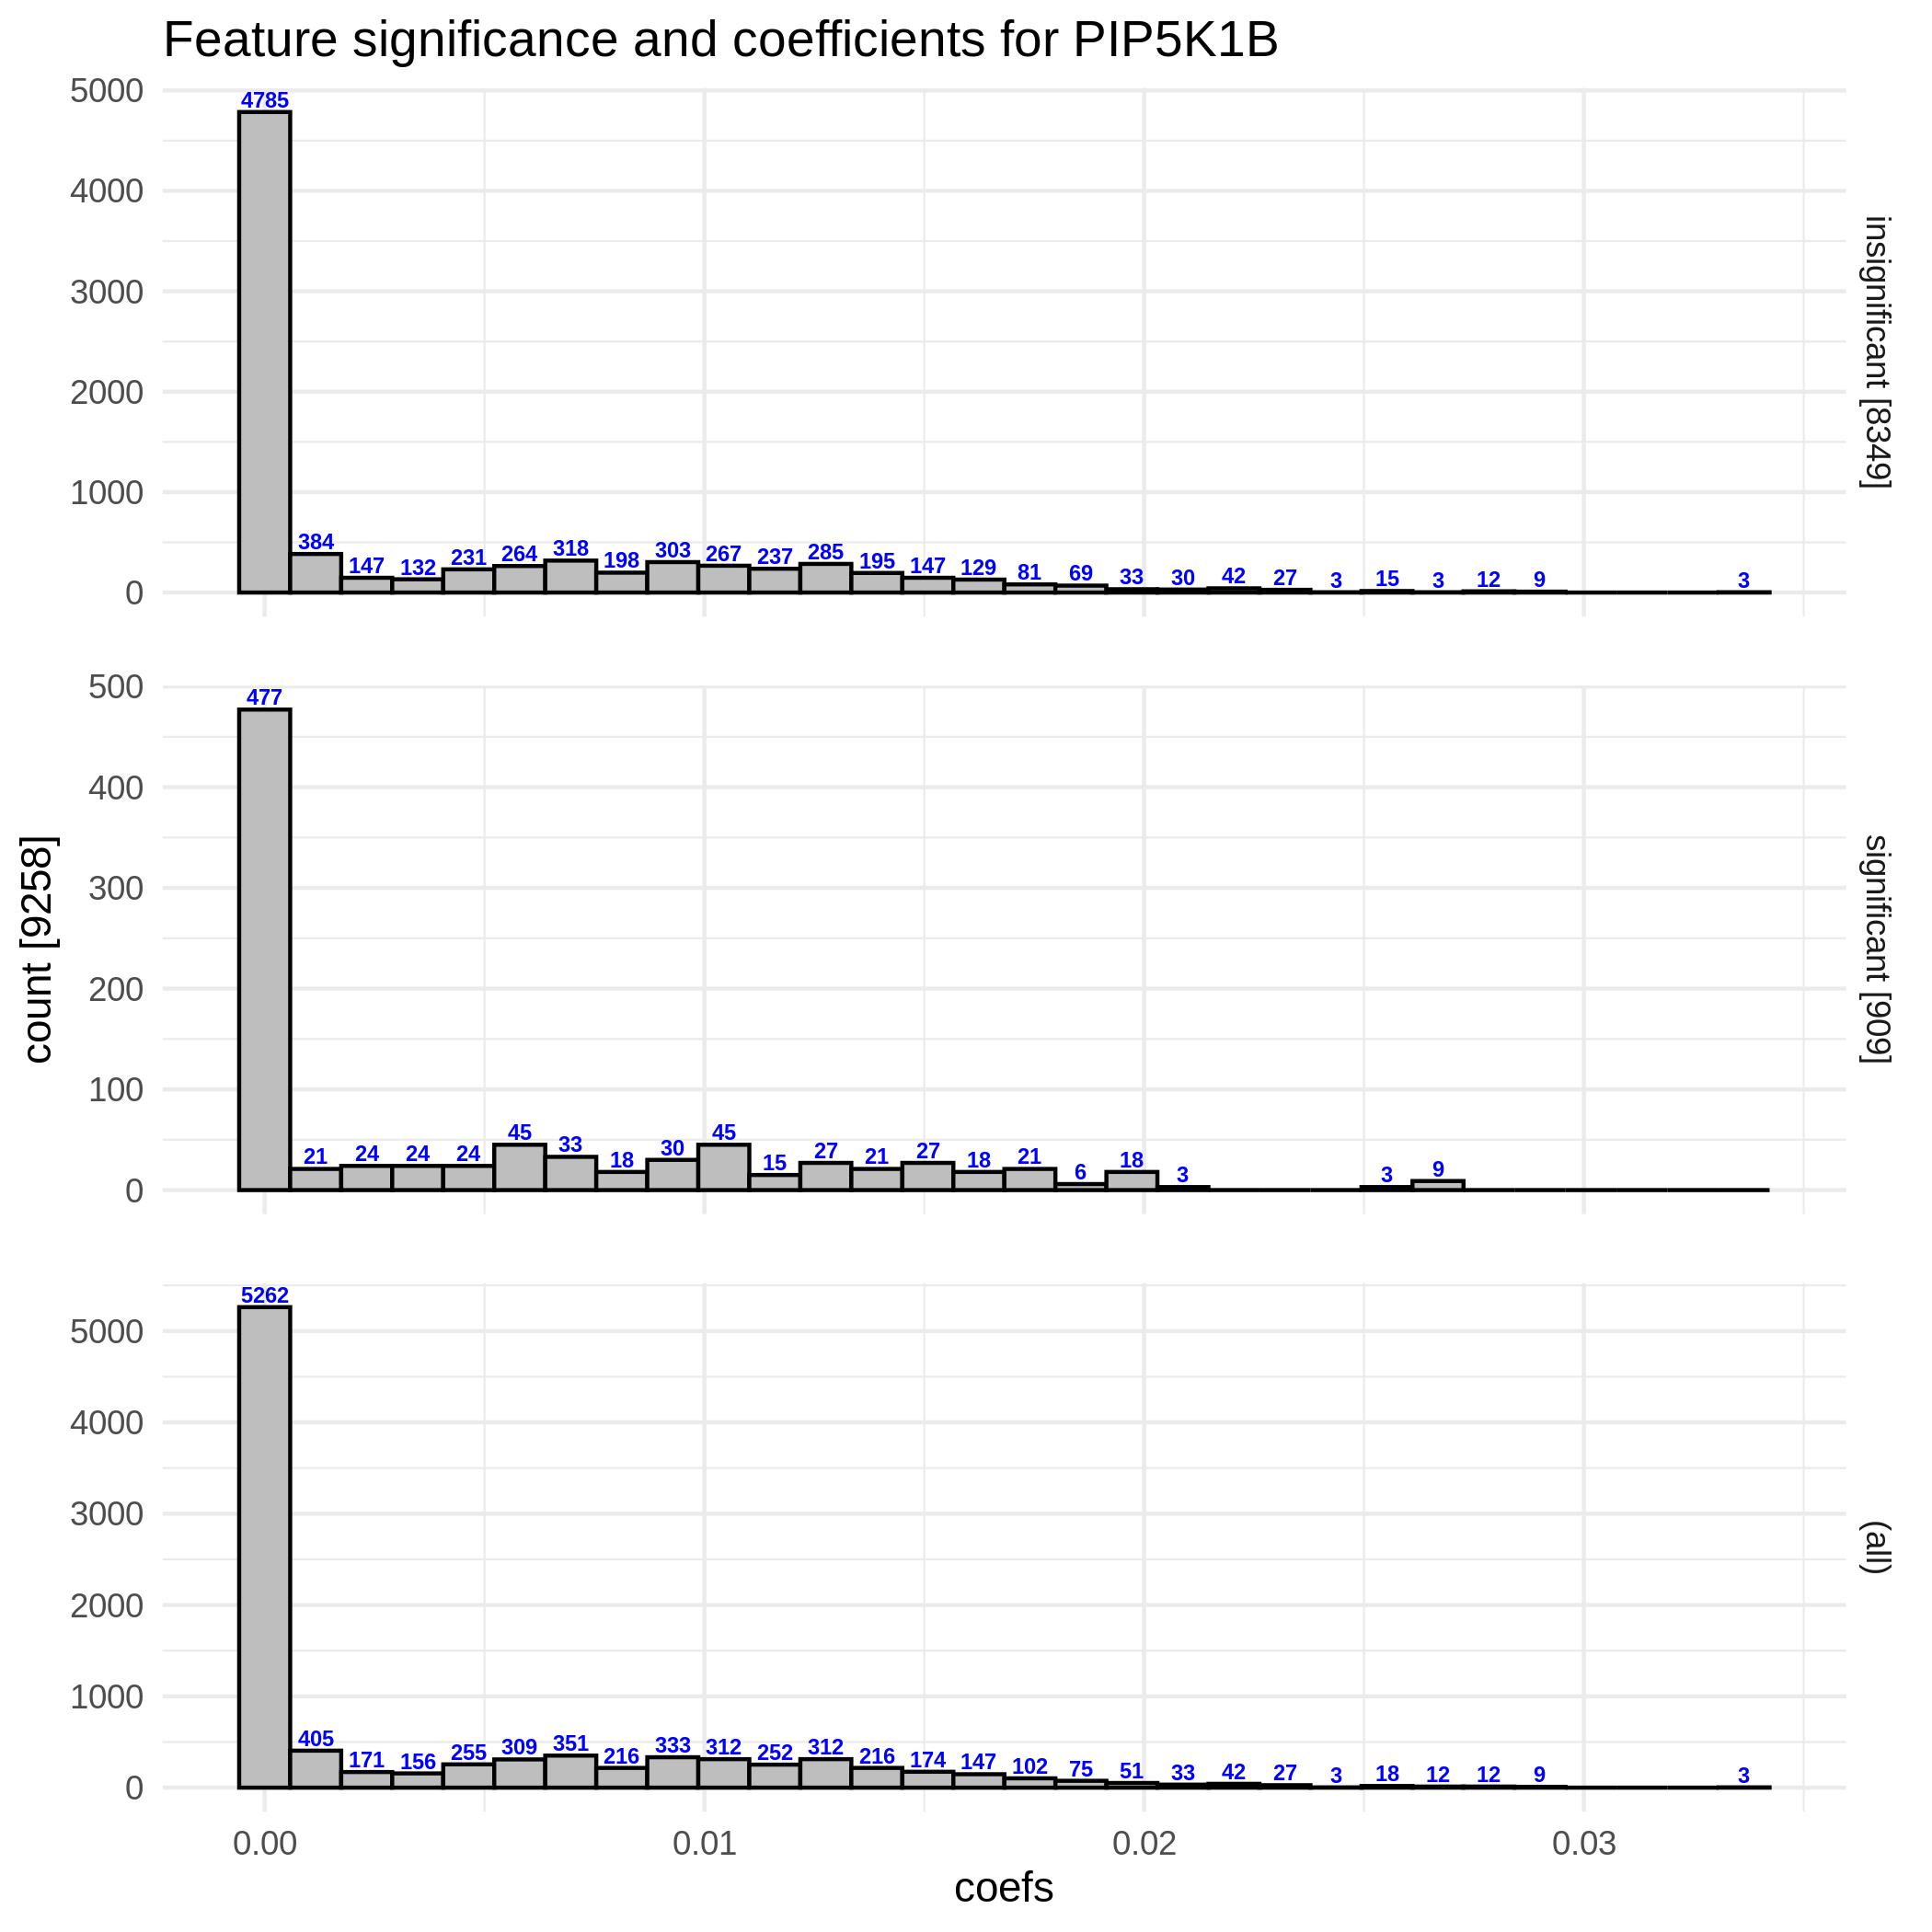 Feature significance and coefficients for PIP5K1B
5000
4000
3000
2000
1000
0
4785
384 147 132 231 264 318 198 303 267 237 285 195 147 129 81 69 33 30 42 27 3 15 3 12 9 3
insignificant [8349]
500
400
300
200
100
0
477
21 24 24 24 45 33 18 30 45 15 27 21 27 18 21 6 18 3 3 9
significant [909]
count [9258]
5000
4000
3000
2000
1000
0
5262
405 171 156 255 309 351 216 333 312 252 312 216 174 147 102 75 51 33 42 27 3 18 12 12 9 3
(all)
0.00 0.01 0.02 0.03
coefs